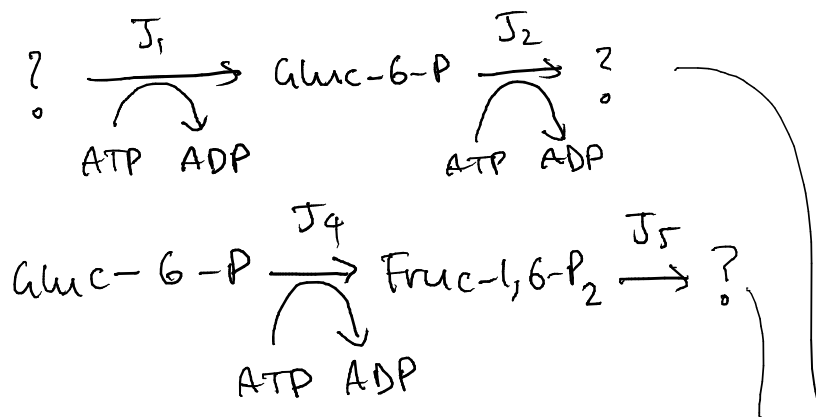 J₁ J₂
? Gluc-6-P ?
ATP ADP ATP ADP
J₄ J₅
Gluc-6-P Fruc-1,6-P₂ ?
ATP ADP